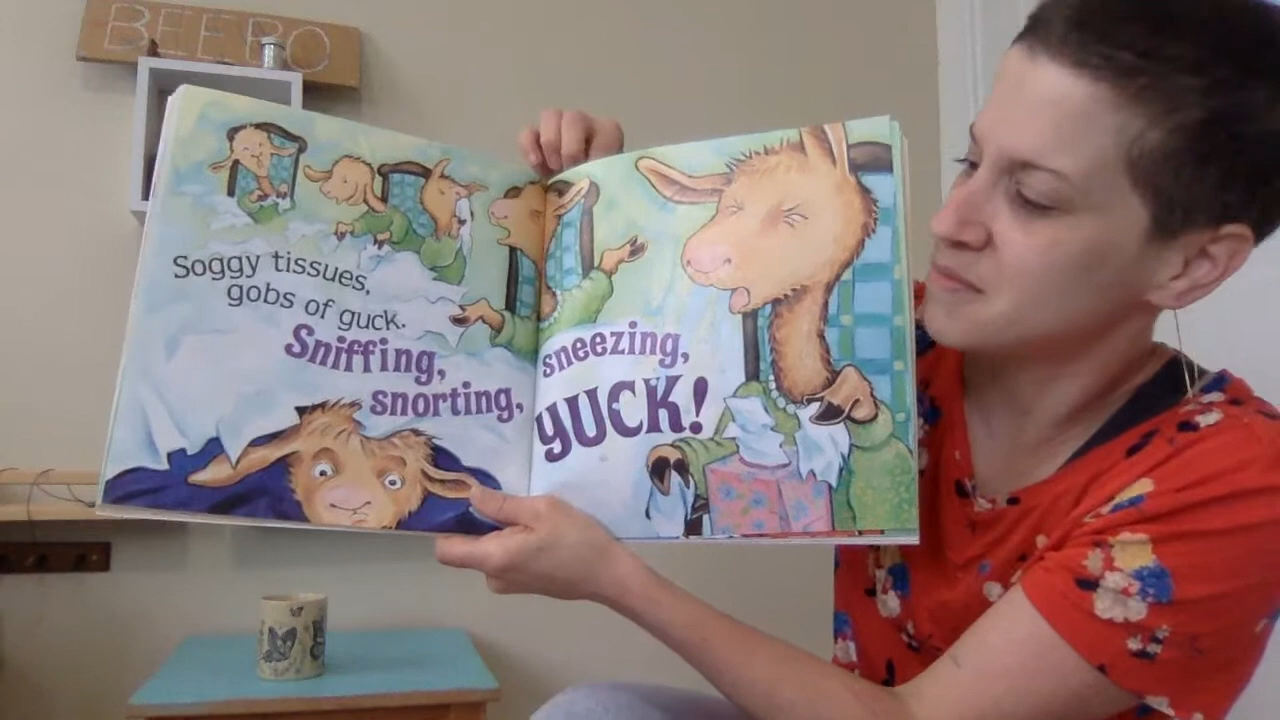 BEEBO
Soggy tissues,
gobs of guck.
Sniffing,
snorting,
sneezing,
YUCK!